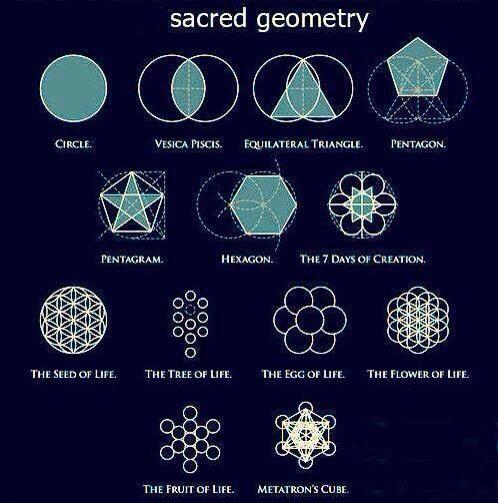 sacred geometry
CIRCLE.
VESICA PISCIS.
EQUILATERAL TRIANGLE.
PENTAGON.
PENTAGRAM.
HEXAGON.
THE 7 DAYS OF CREATION.
THE SEED OF LIFE.
THE TREE OF LIFE.
THE EGG OF LIFE.
THE FLOWER OF LIFE.
THE FRUIT OF LIFE.
METATRON'S CUBE.